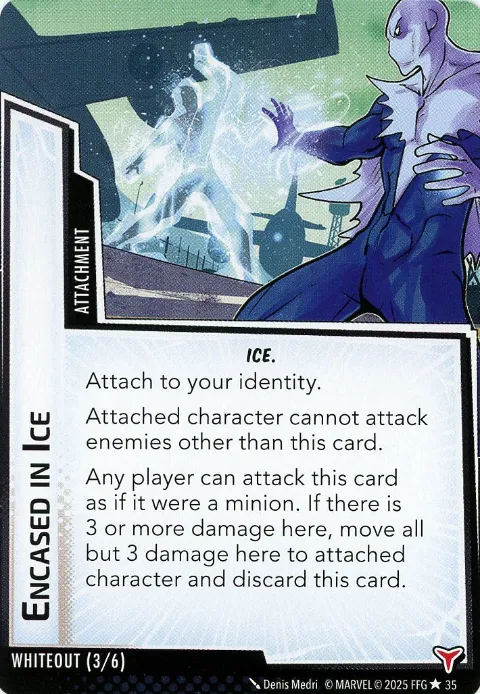 ATTACHMENT
ENCASED IN ICE
ICE.
Attach to your identity.
Attached character cannot attack
enemies other than this card.
Any player can attack this card
as if it were a minion. If there is
3 or more damage here, move all
but 3 damage here to attached
character and discard this card.
WHITEOUT (3/6)
Denis Medri © MARVEL © 2025 FFG ★ 35